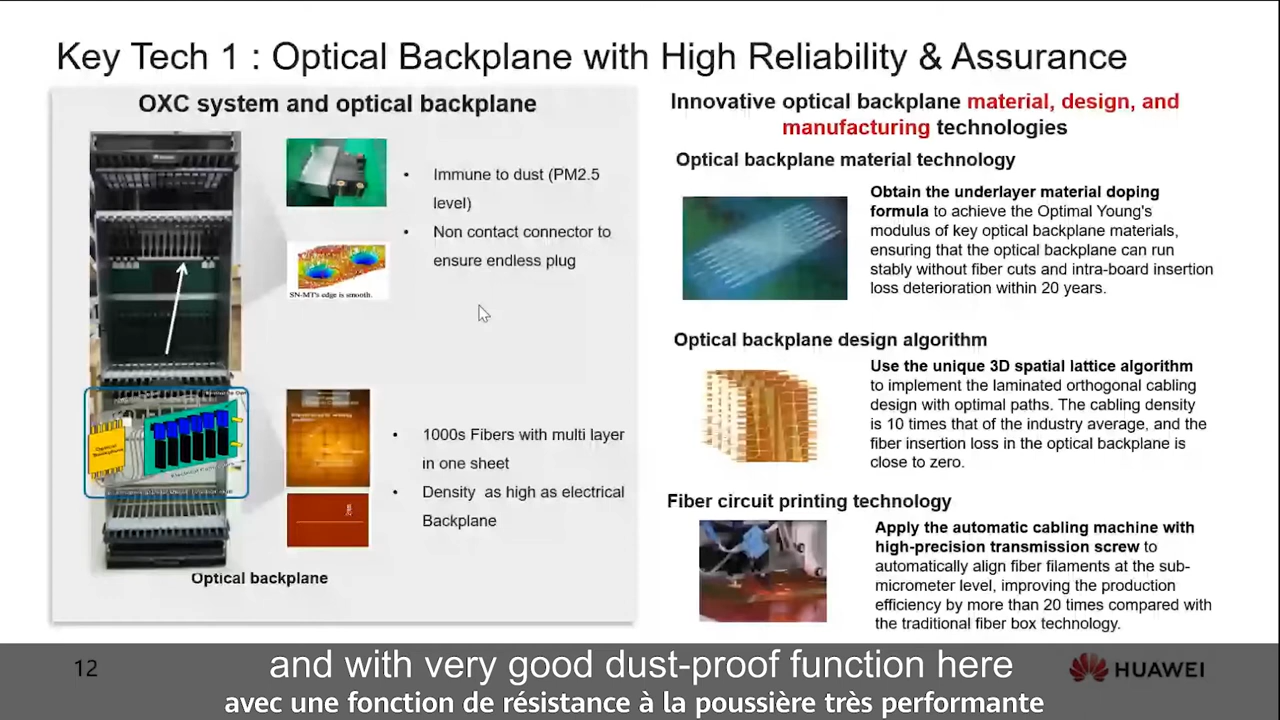 Key Tech 1 : Optical Backplane with High Reliability & Assurance
OXC system and optical backplane
Immune to dust (PM2.5
level)
Non contact connector to
ensure endless plug
SN-MT's edge is smooth.
1000s Fibers with multi layer
in one sheet
Density as high as electrical
Backplane
Optical backplane
Innovative optical backplane material, design, and
manufacturing technologies
Optical backplane material technology
Obtain the underlayer material doping
formula to achieve the Optimal Young's
modulus of key optical backplane materials,
ensuring that the optical backplane can run
stably without fiber cuts and intra-board insertion
loss deterioration within 20 years.
Optical backplane design algorithm
Use the unique 3D spatial lattice algorithm
to implement the laminated orthogonal cabling
design with optimal paths. The cabling density
is 10 times that of the industry average, and the
fiber insertion loss in the optical backplane is
close to zero.
Fiber circuit printing technology
Apply the automatic cabling machine with
high-precision transmission screw to
automatically align fiber filaments at the sub-
micrometer level, improving the production
efficiency by more than 20 times compared with
the traditional fiber box technology.
12
HUAWEI
and with very good dust-proof function here
avec une fonction de résistance à la poussière très performante